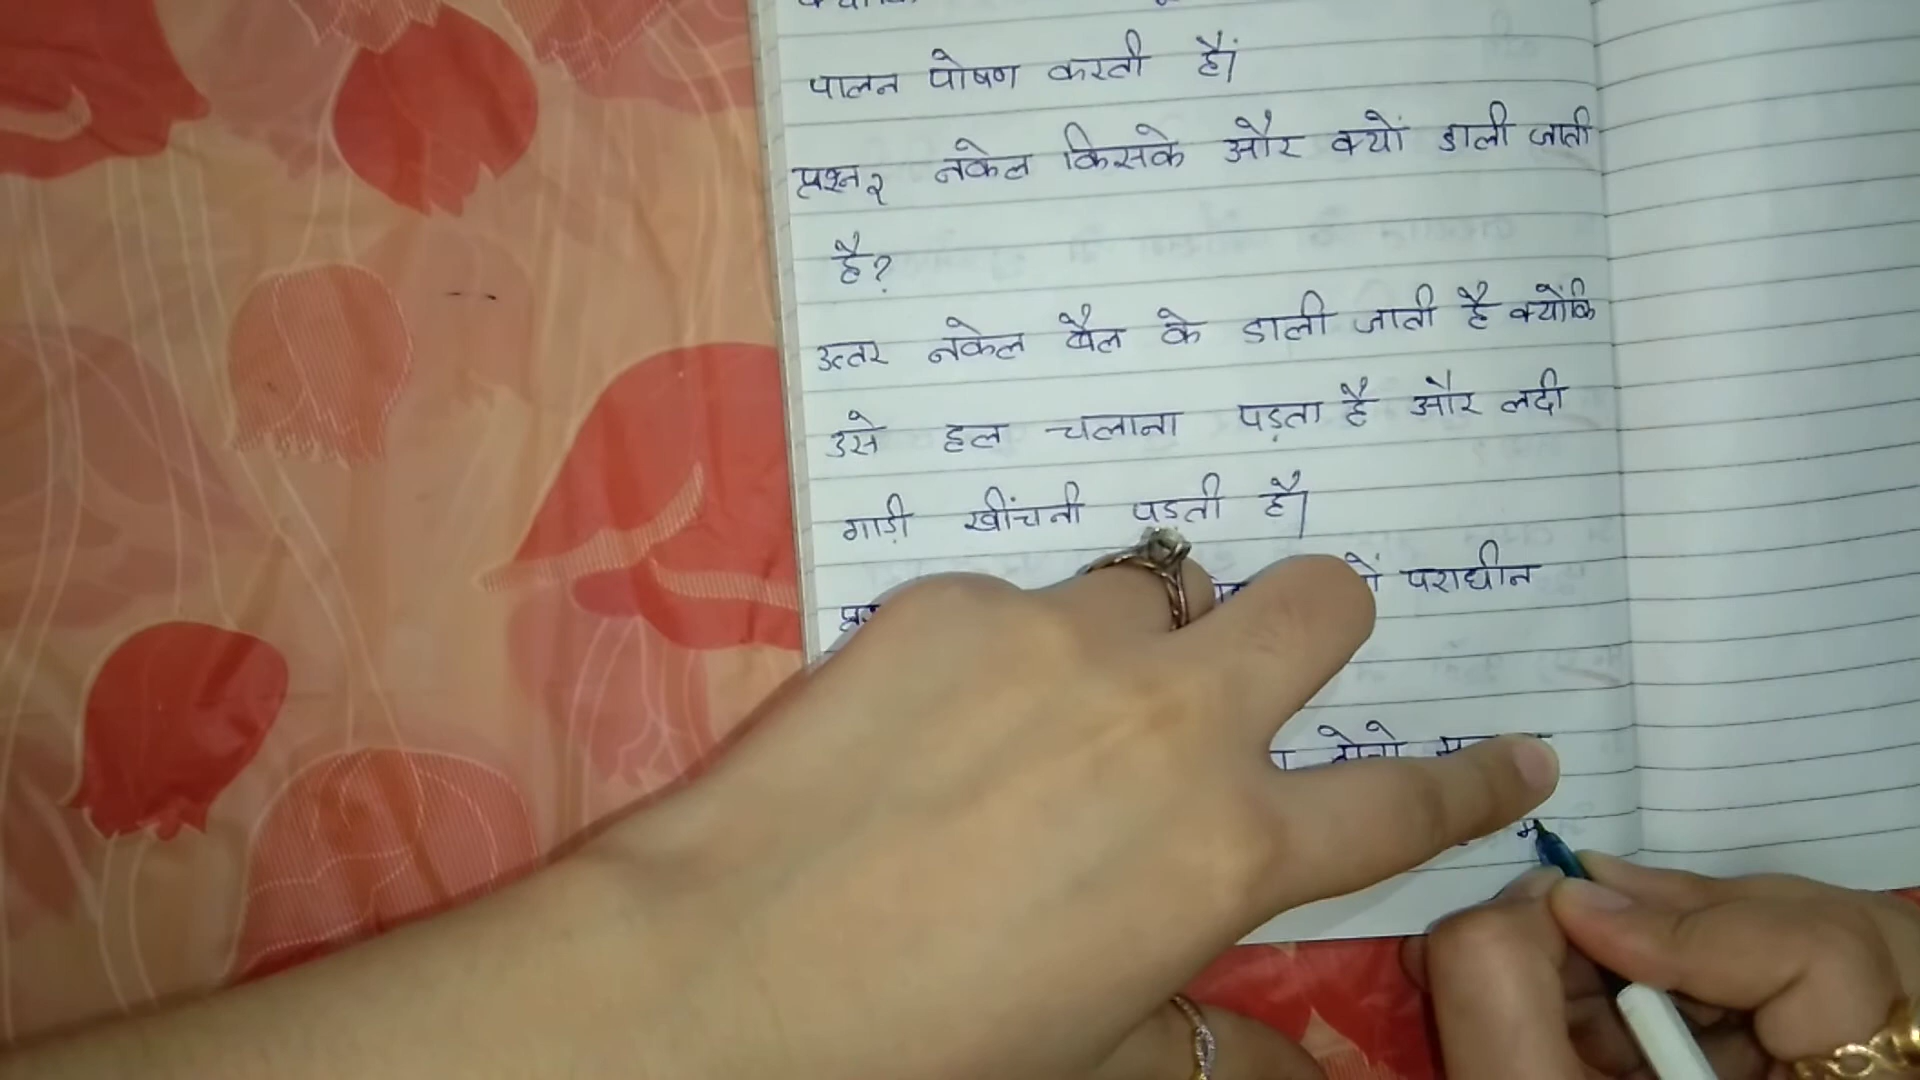 पालन पोषण करती हैं।
प्रश्न२ नकेल किसके और क्यों डाली जाती
है?
उत्तर नकेल बैल के डाली जाती है क्योंकि
उसे हल चलाना पड़ता है और लदी
गाड़ी खींचनी पडती है।
पराधीन